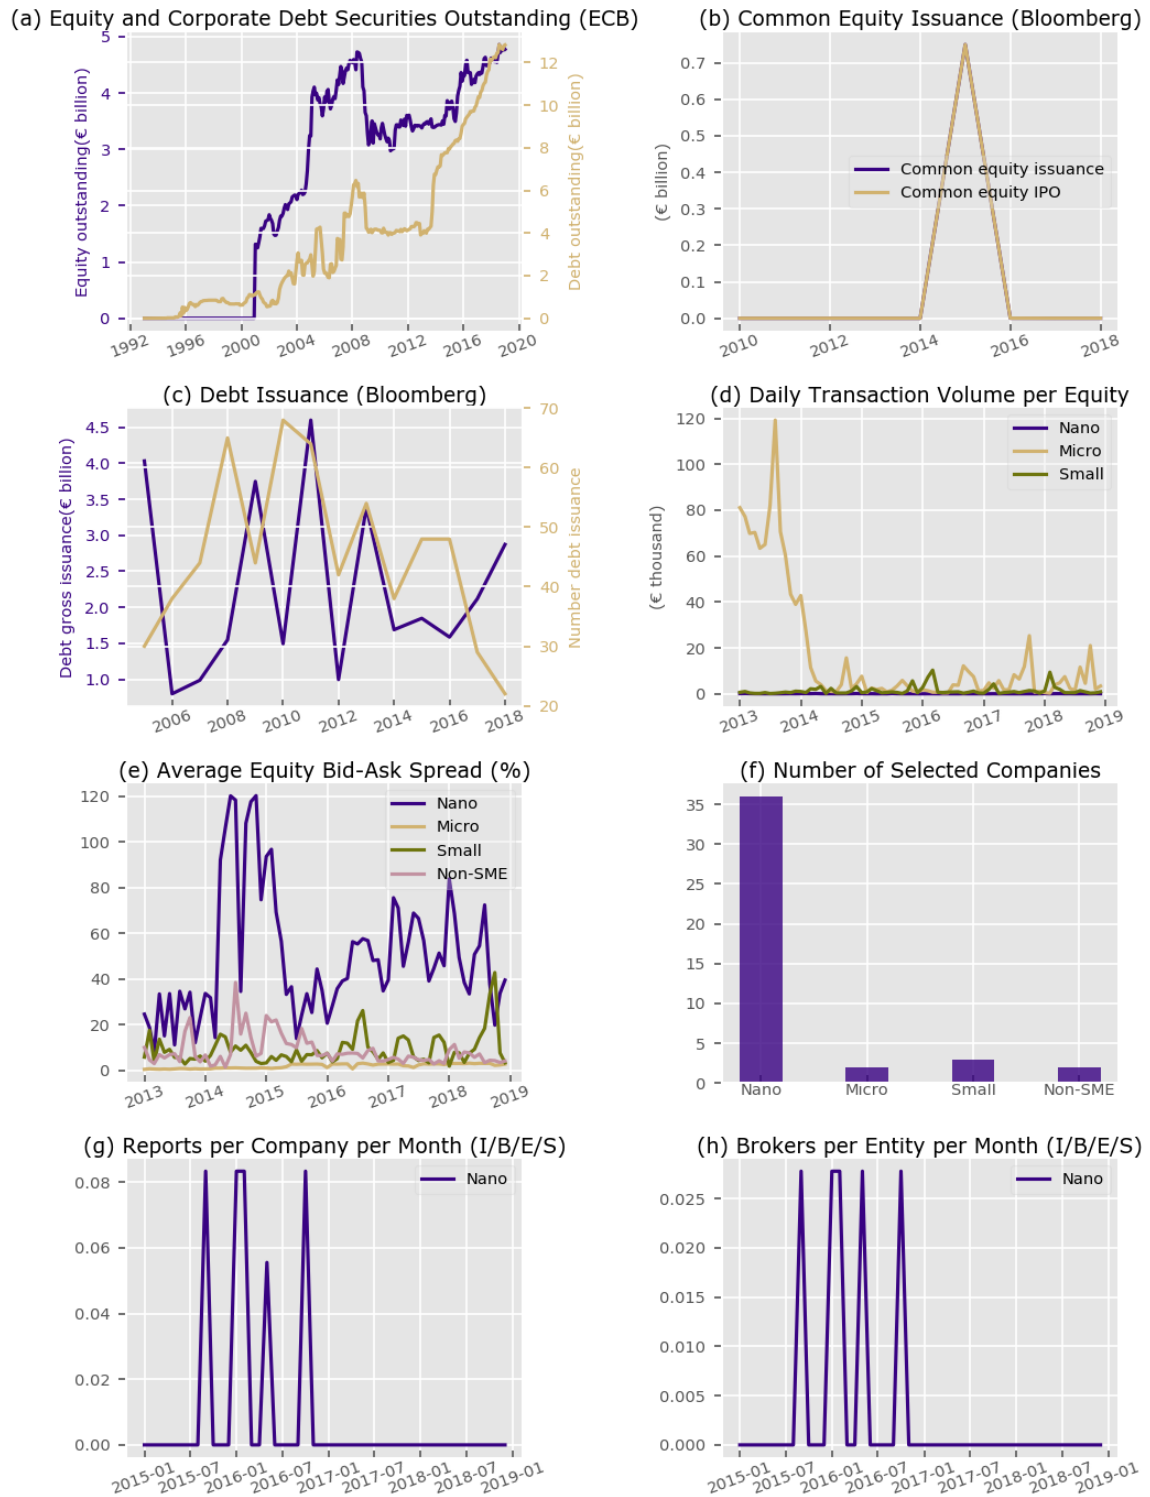 (a) Equity and Corporate Debt Securities Outstanding (ECB)
Equity outstanding(€ billion)
5
4
3
2
1
0
Debt outstanding(€ billion)
12
10
8
6
4
2
0
1992 1996 2000 2004 2008 2012 2016 2020
(b) Common Equity Issuance (Bloomberg)
(€ billion)
0.7
0.6
0.5
0.4
0.3
0.2
0.1
0.0
Common equity issuance
Common equity IPO
2010 2012 2014 2016 2018
(c) Debt Issuance (Bloomberg)
Debt gross issuance(€ billion)
4.5
4.0
3.5
3.0
2.5
2.0
1.5
1.0
Number debt issuance
70
60
50
40
30
20
2006 2008 2010 2012 2014 2016 2018
(d) Daily Transaction Volume per Equity
(€ thousand)
120
100
80
60
40
20
0
Nano
Micro
Small
2013 2014 2015 2016 2017 2018 2019
(e) Average Equity Bid-Ask Spread (%)
120
100
80
60
40
20
0
Nano
Micro
Small
Non-SME
2013 2014 2015 2016 2017 2018 2019
(f) Number of Selected Companies
35
30
25
20
15
10
5
0
Nano Micro Small Non-SME
(g) Reports per Company per Month (I/B/E/S)
0.08
0.06
0.04
0.02
0.00
Nano
2015-01 2015-07 2016-01 2016-07 2017-01 2017-07 2018-01 2018-07 2019-01
(h) Brokers per Entity per Month (I/B/E/S)
0.025
0.020
0.015
0.010
0.005
0.000
Nano
2015-01 2015-07 2016-01 2016-07 2017-01 2017-07 2018-01 2018-07 2019-01